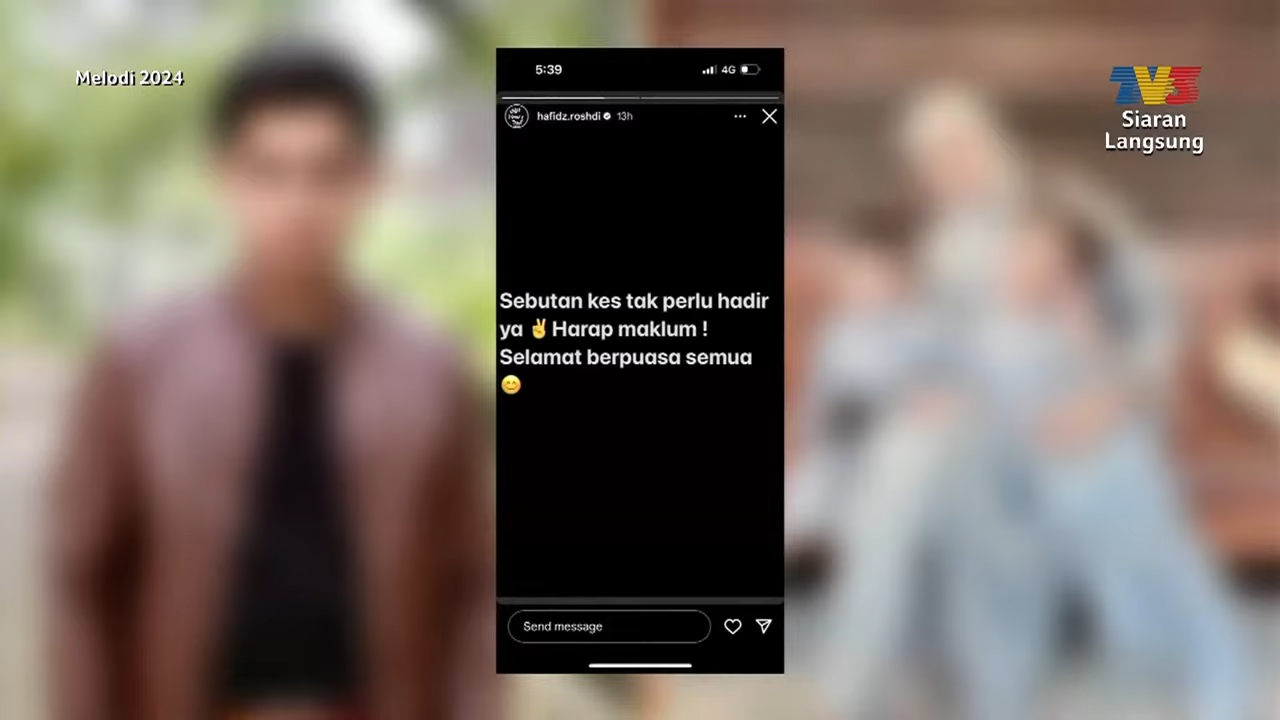 Melodi 2024
TV3
Siaran
Langsung
5:39
4G
hafidz.roshdi 13h
Sebutan kes tak perlu hadir
ya ✌️Harap maklum !
Selamat berpuasa semua
😊
Send message